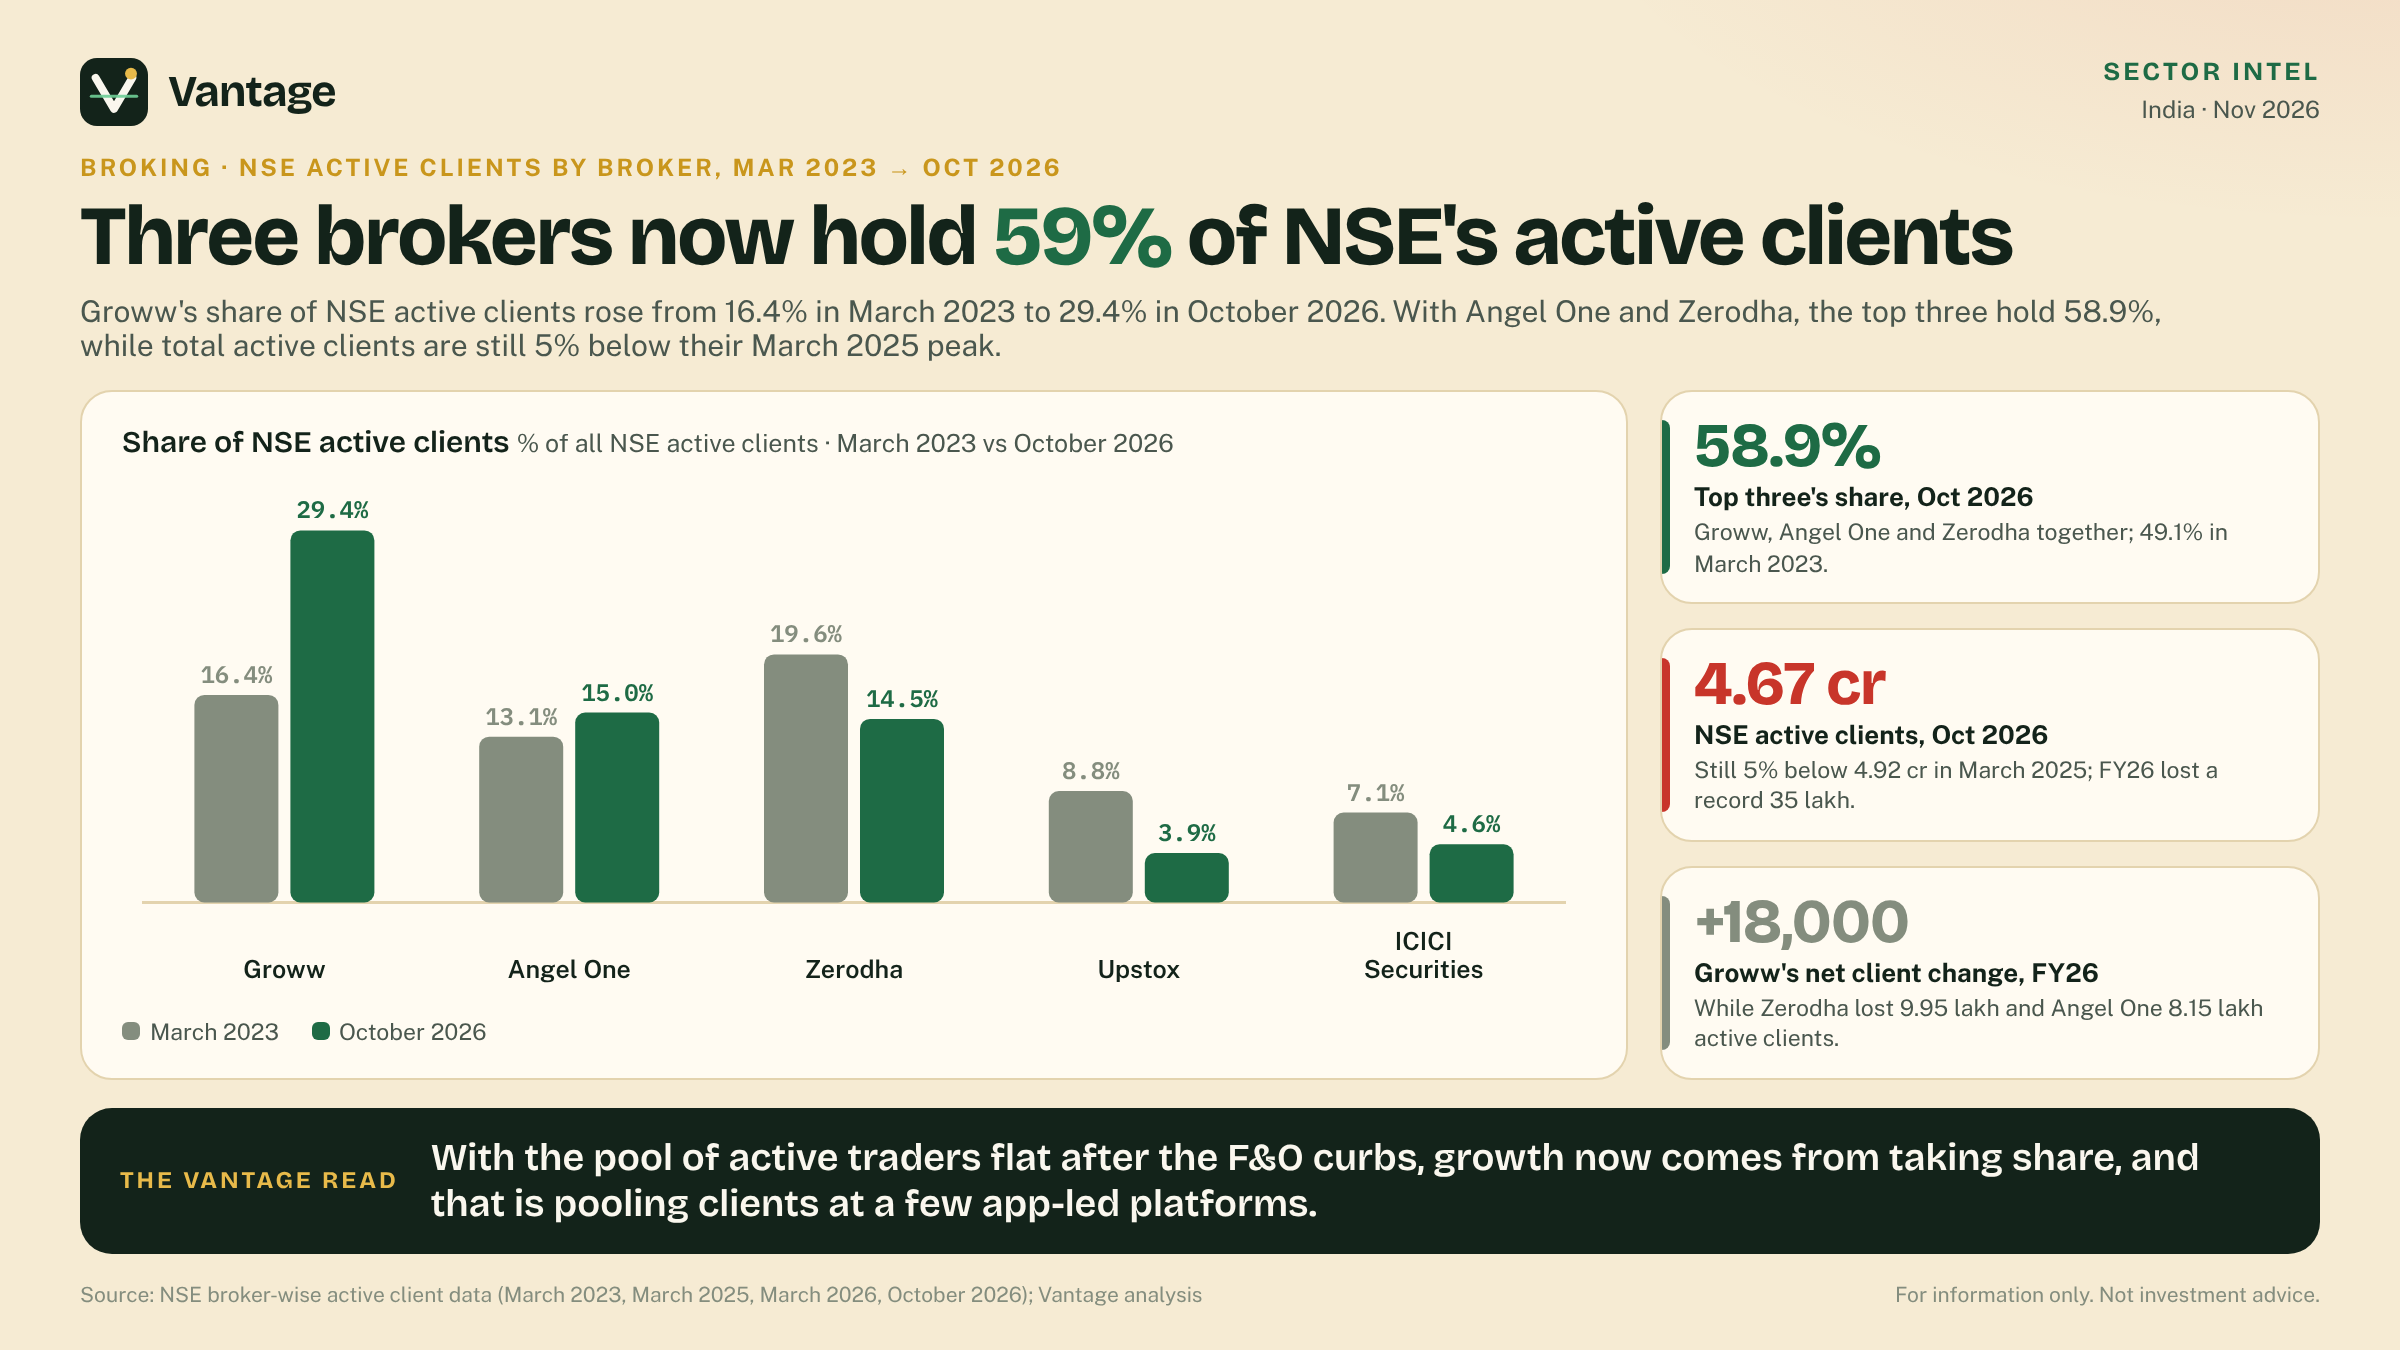 Vantage
SECTOR INTEL
India · Nov 2026
BROKING · NSE ACTIVE CLIENTS BY BROKER, MAR 2023 → OCT 2026
Three brokers now hold 59% of NSE's active clients
Groww's share of NSE active clients rose from 16.4% in March 2023 to 29.4% in October 2026. With Angel One and Zerodha, the top three hold 58.9%,
while total active clients are still 5% below their March 2025 peak.
Share of NSE active clients % of all NSE active clients · March 2023 vs October 2026
16.4%
29.4%
13.1%
15.0%
19.6%
14.5%
8.8%
3.9%
7.1%
4.6%
Groww
Angel One
Zerodha
Upstox
ICICI
Securities
March 2023
October 2026
58.9%
Top three's share, Oct 2026
Groww, Angel One and Zerodha together; 49.1% in
March 2023.
4.67 cr
NSE active clients, Oct 2026
Still 5% below 4.92 cr in March 2025; FY26 lost a
record 35 lakh.
+18,000
Groww's net client change, FY26
While Zerodha lost 9.95 lakh and Angel One 8.15 lakh
active clients.
THE VANTAGE READ
With the pool of active traders flat after the F&O curbs, growth now comes from taking share, and
that is pooling clients at a few app-led platforms.
Source: NSE broker-wise active client data (March 2023, March 2025, March 2026, October 2026); Vantage analysis
For information only. Not investment advice.